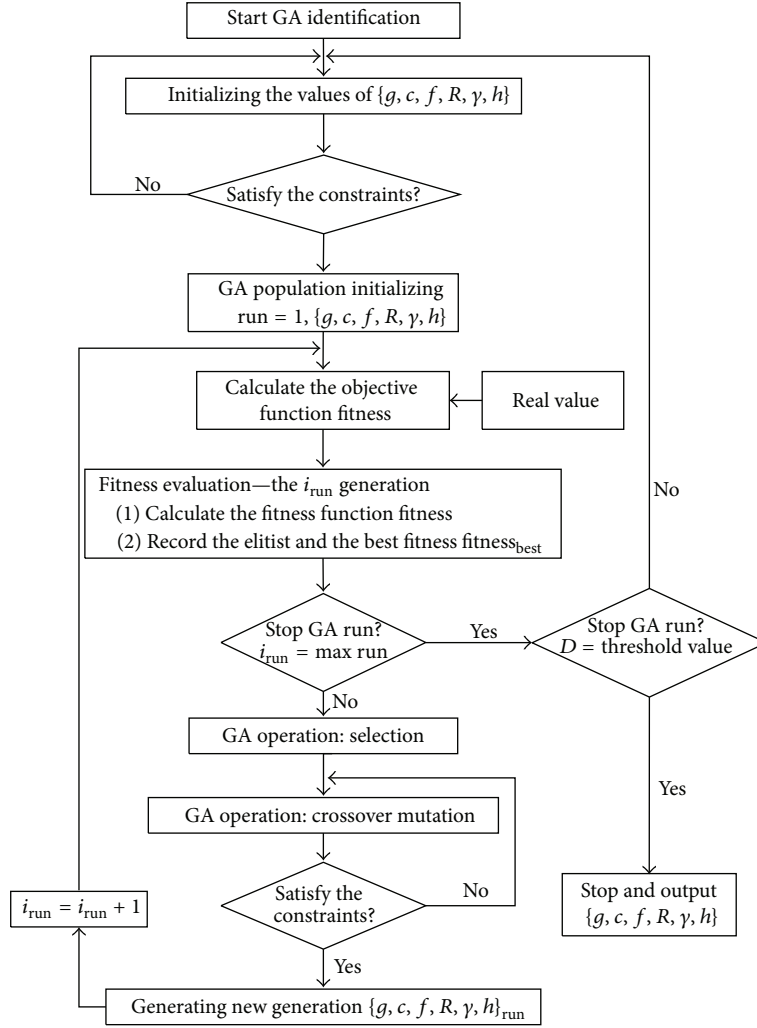 Start GA identification
Initializing the values of {g, c, f, R, γ, h}
No
Satisfy the constraints?
GA population initializing
run = 1, {g, c, f, R, γ, h}
Calculate the objective
function fitness
Real value
Fitness evaluation—the i_run generation
(1) Calculate the fitness function fitness
(2) Record the elitist and the best fitness fitness_best
No
Stop GA run?
i_run = max run
Yes
Stop GA run?
D = threshold value
No
GA operation: selection
Yes
GA operation: crossover mutation
Satisfy the
constraints?
No
i_run = i_run + 1
Stop and output
{g, c, f, R, γ, h}
Yes
Generating new generation {g, c, f, R, γ, h}_run